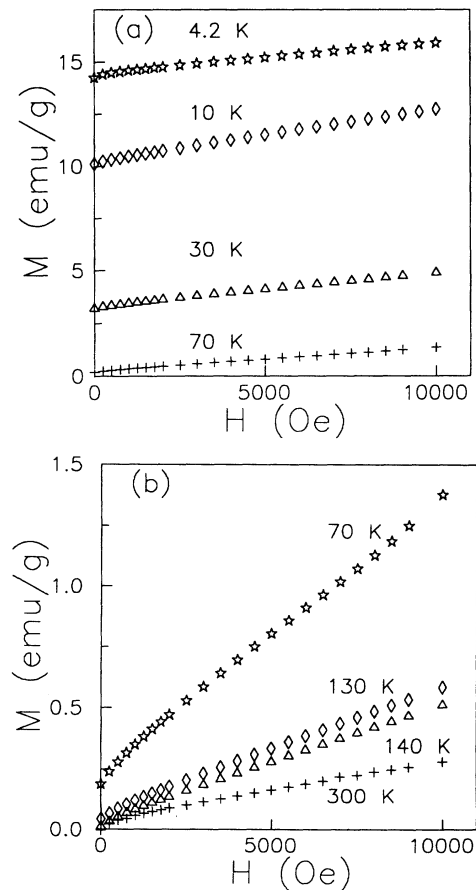 (a)
4.2 K
10 K
30 K
70 K
15
10
5
0
M (emu/g)
0 5000 10000
H (Oe)
(b)
70 K
130 K
140 K
300 K
1.5
1.0
0.5
0.0
M (emu/g)
0 5000 10000
H (Oe)